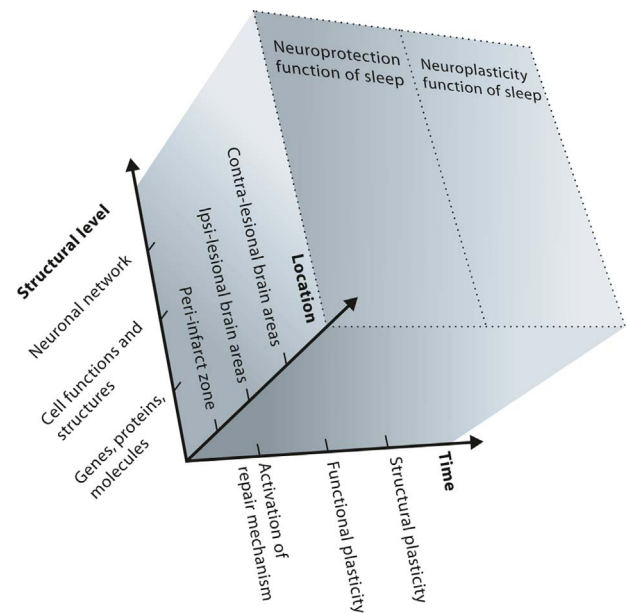 Neuroprotection
function of sleep
Neuroplasticity
function of sleep
Structural level
Neuronal network
Cell functions and
structures
Genes, proteins,
molecules
Location
Contra-lesional brain areas
Ipsi-lesional brain areas
Peri-infarct zone
Time
Activation of
repair mechanism
Functional plasticity
Structural plasticity